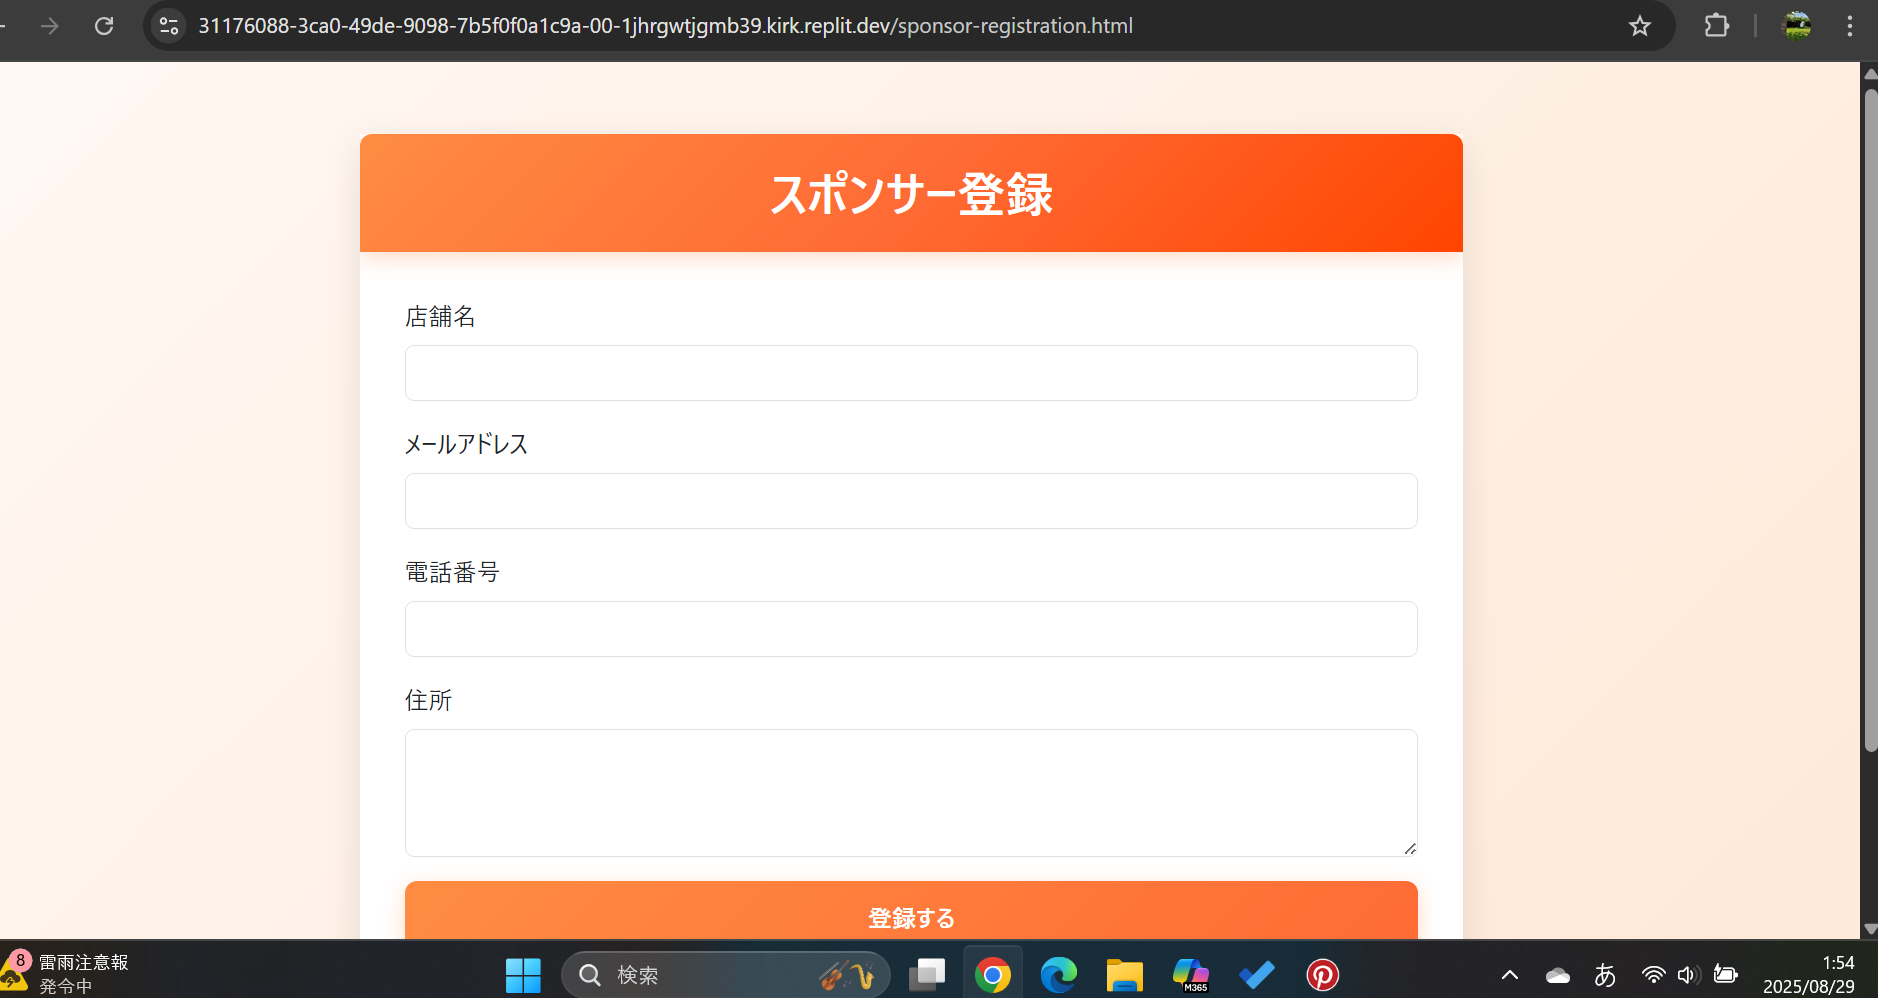 31176088-3ca0-49de-9098-7b5f0f0a1c9a-00-1jhrgwtjgmb39.kirk.replit.dev/sponsor-registration.html
スポンサー登録
店舗名
メールアドレス
電話番号
住所
登録する
8
雷雨注意報
発令中
検索
M365
あ
1:54
2025/08/29